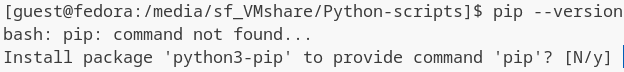 [guest@fedora:/media/sf_VMshare/Python-scripts]$ pip --version
bash: pip: command not found...
Install package 'python3-pip' to provide command 'pip'? [N/y]